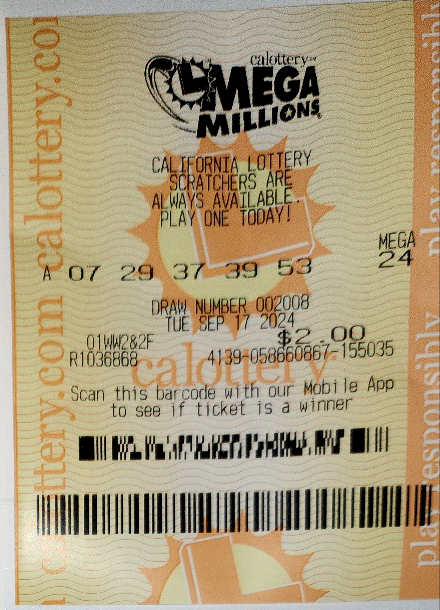 calottery
MEGA
MILLIONS
CALIFORNIA LOTTERY
SCRATCHERS ARE
ALWAYS AVAILABLE.
PLAY ONE TODAY!
MEGA
A 07 29 37 39 53 24
DRAW NUMBER 002008
TUE SEP 17 2024
$2.00
01WW2&2F
R1036868 4139-058660867-155035
Scan this barcode with our Mobile App
to see if ticket is a winner
calottery
calottery.com calottery.com
play responsibly play responsibly